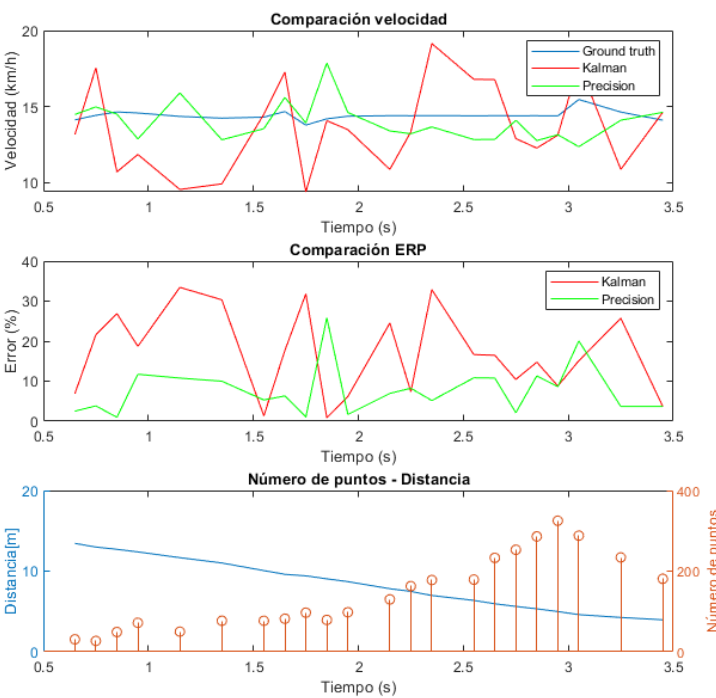 Comparación velocidad
20
15
10
Velocidad (km/h)
Ground truth
Kalman
Precision
0.5 1 1.5 2 2.5 3 3.5
Tiempo (s)
Comparación ERP
40
30
20
10
0
Error (%)
Kalman
Precision
0.5 1 1.5 2 2.5 3 3.5
Tiempo (s)
Número de puntos - Distancia
20
10
0
Distancia[m]
400
200
0
Número de puntos
0.5 1 1.5 2 2.5 3 3.5
Tiempo (s)